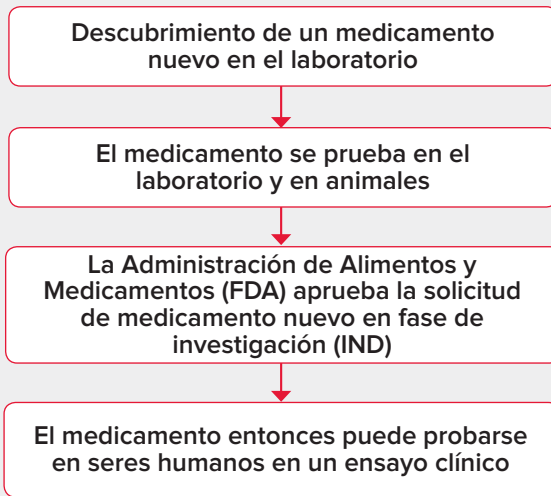 Descubrimiento de un medicamento
nuevo en el laboratorio
El medicamento se prueba en el
laboratorio y en animales
La Administración de Alimentos y
Medicamentos (FDA) aprueba la solicitud
de medicamento nuevo en fase de
investigación (IND)
El medicamento entonces puede probarse
en seres humanos en un ensayo clínico